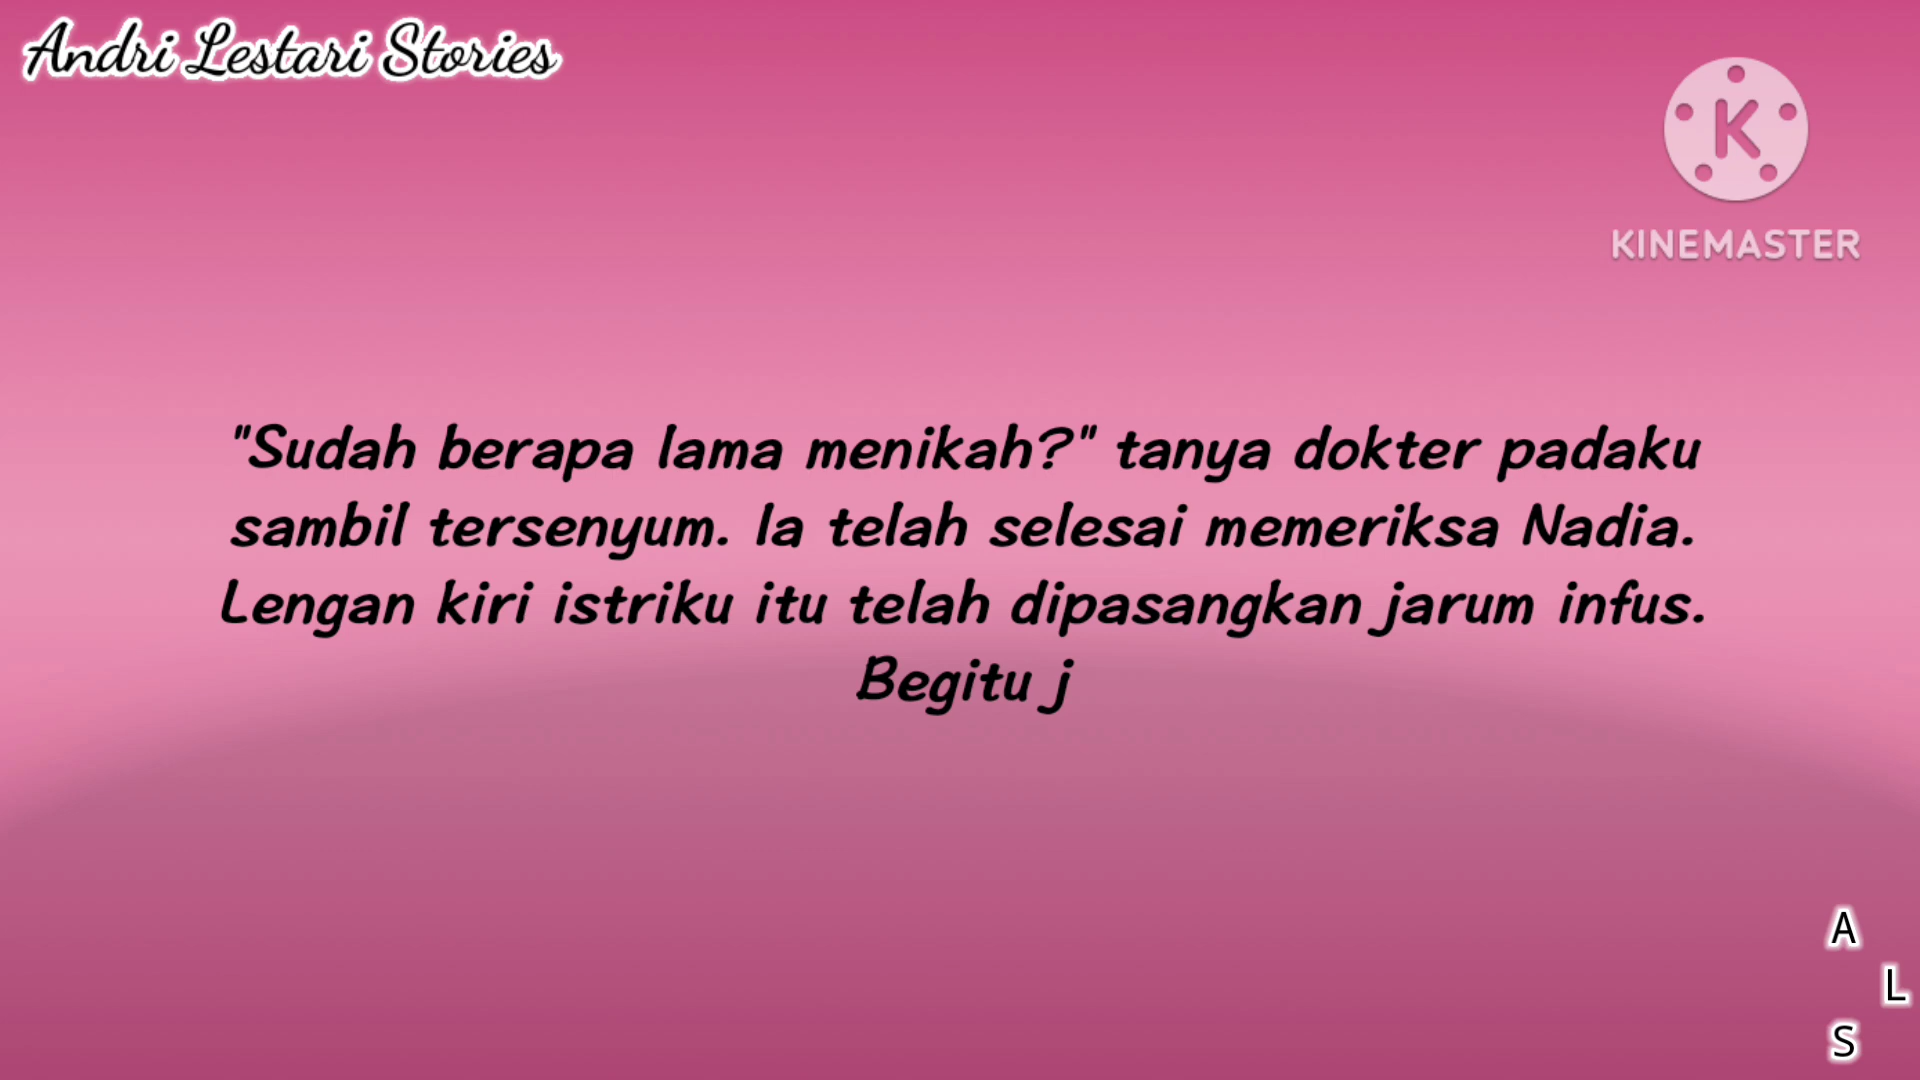 Andri Lestari Stories
KINEMASTER
"Sudah berapa lama menikah?" tanya dokter padaku
sambil tersenyum. Ia telah selesai memeriksa Nadia.
Lengan kiri istriku itu telah dipasangkan jarum infus.
Begitu j
A
L
S